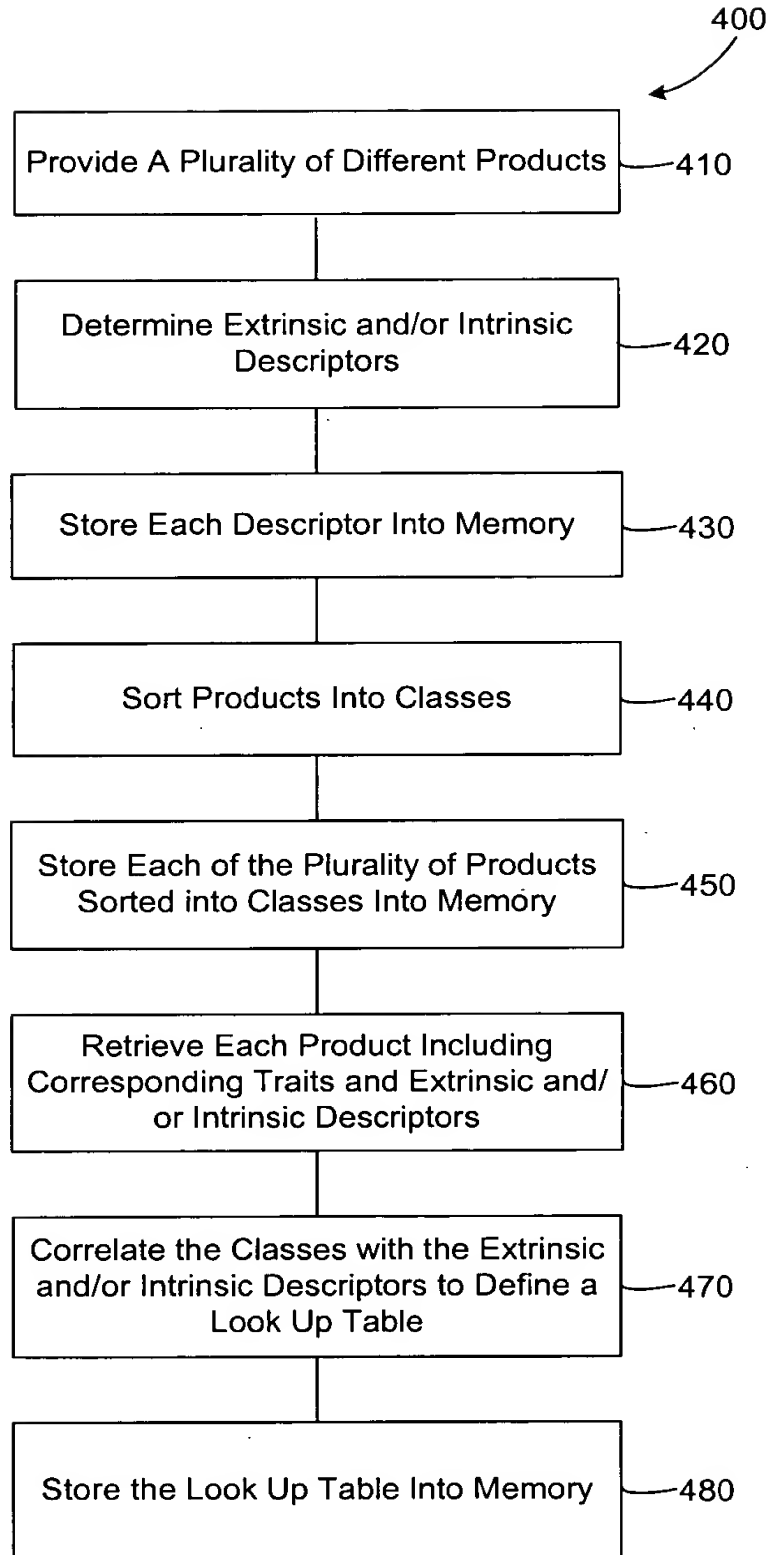 400
Provide A Plurality of Different Products
410
Determine Extrinsic and/or Intrinsic
Descriptors
420
Store Each Descriptor Into Memory
430
Sort Products Into Classes
440
Store Each of the Plurality of Products
Sorted into Classes Into Memory
450
Retrieve Each Product Including
Corresponding Traits and Extrinsic and/
or Intrinsic Descriptors
460
Correlate the Classes with the Extrinsic
and/or Intrinsic Descriptors to Define a
Look Up Table
470
Store the Look Up Table Into Memory
480